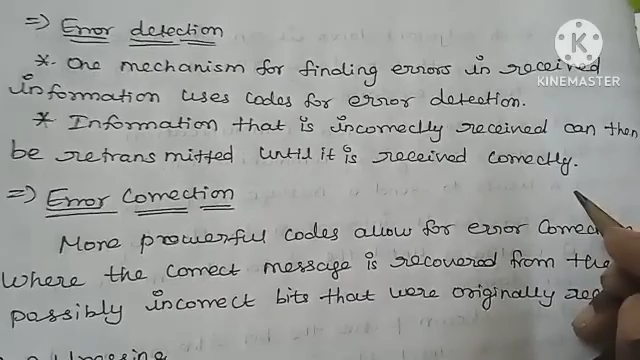 => Error detection
* One mechanism for finding errors in received
information uses codes for error detection.
* Information that is incorrectly received can then
be retransmitted until it is received correctly.
=> Error Correction
More powerful codes allow for error
where the correct message is recovered from the
possibly incorrect bits that were originally
KINEMASTER